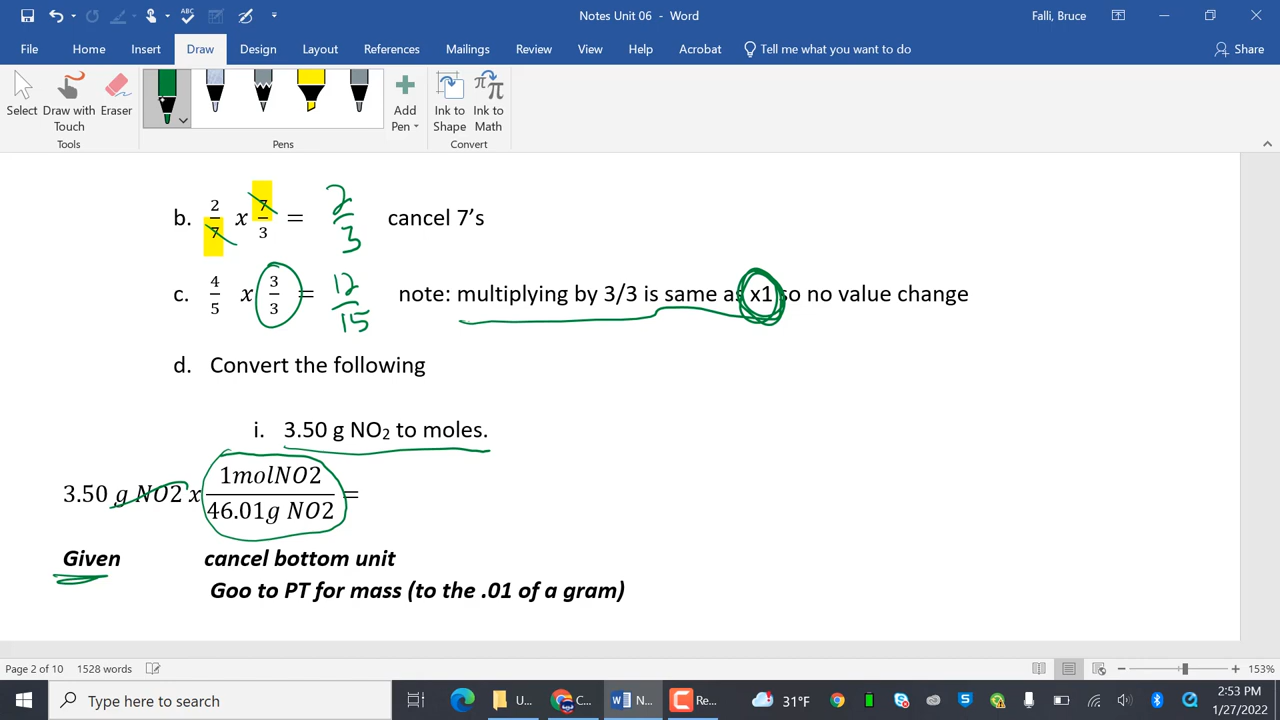 Notes Unit 06 - Word
Falli, Bruce
File Home Insert Draw Design Layout References Mailings Review View Help Acrobat Tell me what you want to do Share
Select Draw with Touch Eraser Add Pen Ink to Shape Ink to Math
Tools Pens Convert
b. 2/7 x 7/3 = 2/3 cancel 7's
c. 4/5 x 3/3 = 12/15 note: multiplying by 3/3 is same as x1 so no value change
d. Convert the following
i. 3.50 g NO₂ to moles.
3.50 g NO2 x 1molNO2/46.01g NO2 =
Given cancel bottom unit
Goo to PT for mass (to the .01 of a gram)
Page 2 of 10 1528 words 153%
Type here to search U... C... N... Re... 31°F 2:53 PM
1/27/2022